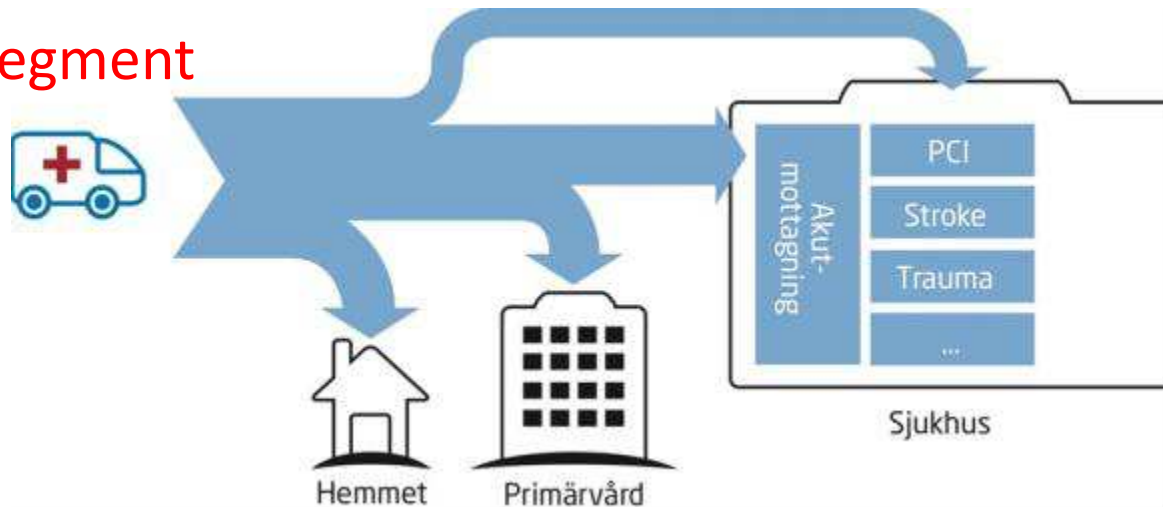 egment
PCI
Stroke
Trauma
...
Akut-
mottagning
Sjukhus
Hemmet
Primärvård